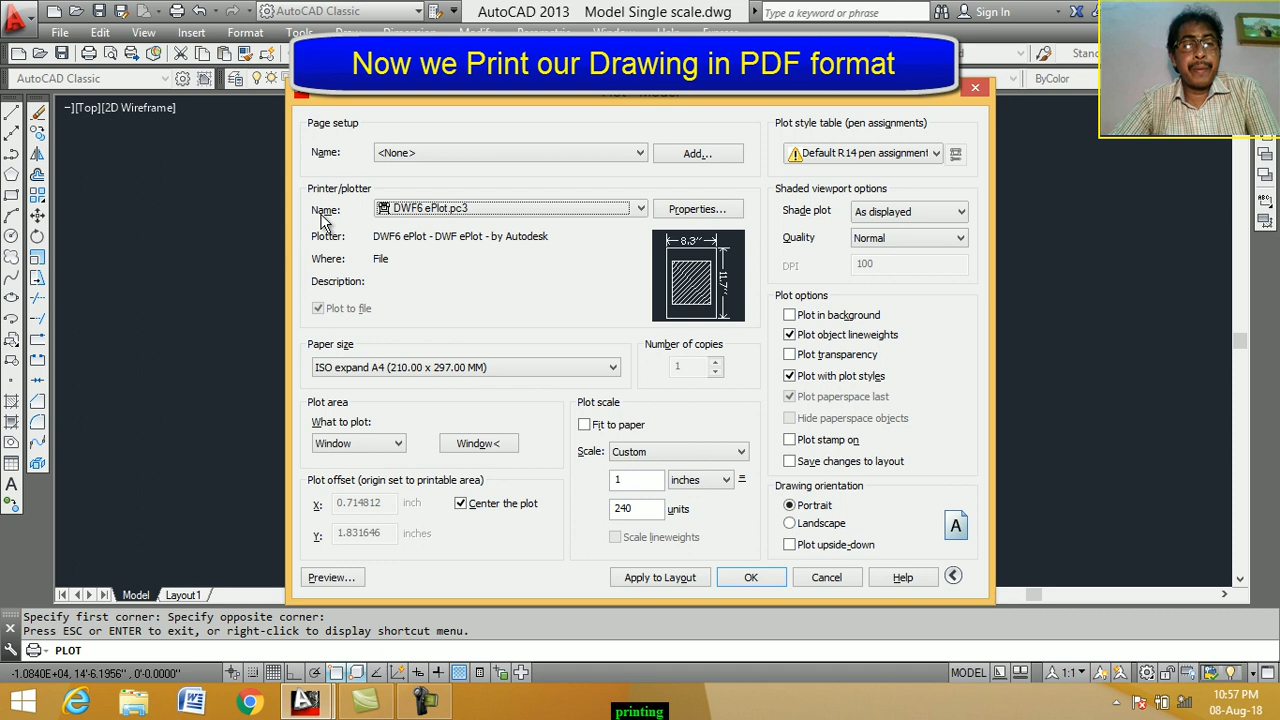 AutoCAD Classic
AutoCAD 2013 Model Single scale.dwg
Type a keyword or phrase
Sign In
File Edit View Insert Format
Now we Print our Drawing in PDF format
AutoCAD Classic
ByColor
−][Top][2D Wireframe]
Page setup
Name: <None> Add...
Plot style table (pen assignments)
Default R14 pen assignment
Printer/plotter
Name: DWF6 ePlot.pc3 Properties...
Plotter: DWF6 ePlot - DWF ePlot - by Autodesk
Where: File
Description:
Plot to file
8.3"
11.7"
Shaded viewport options
Shade plot As displayed
Quality Normal
DPI 100
Paper size
ISO expand A4 (210.00 x 297.00 MM)
Number of copies
1
Plot area
What to plot:
Window Window<
Plot offset (origin set to printable area)
X: 0.714812 inch Center the plot
Y: 1.831646 inches
Plot scale
Fit to paper
Scale: Custom
1 inches =
240 units
Scale lineweights
Plot options
Plot in background
Plot object lineweights
Plot transparency
Plot with plot styles
Plot paperspace last
Hide paperspace objects
Plot stamp on
Save changes to layout
Drawing orientation
Portrait
Landscape
Plot upside-down
A
Preview... Apply to Layout OK Cancel Help
Model Layout1
Specify first corner: Specify opposite corner:
Press ESC or ENTER to exit, or right-click to display shortcut menu.
PLOT
-1.0840E+04, 14'-6.1956", 0'-0.0000"
MODEL 1:1
printing
10:57 PM
08-Aug-18